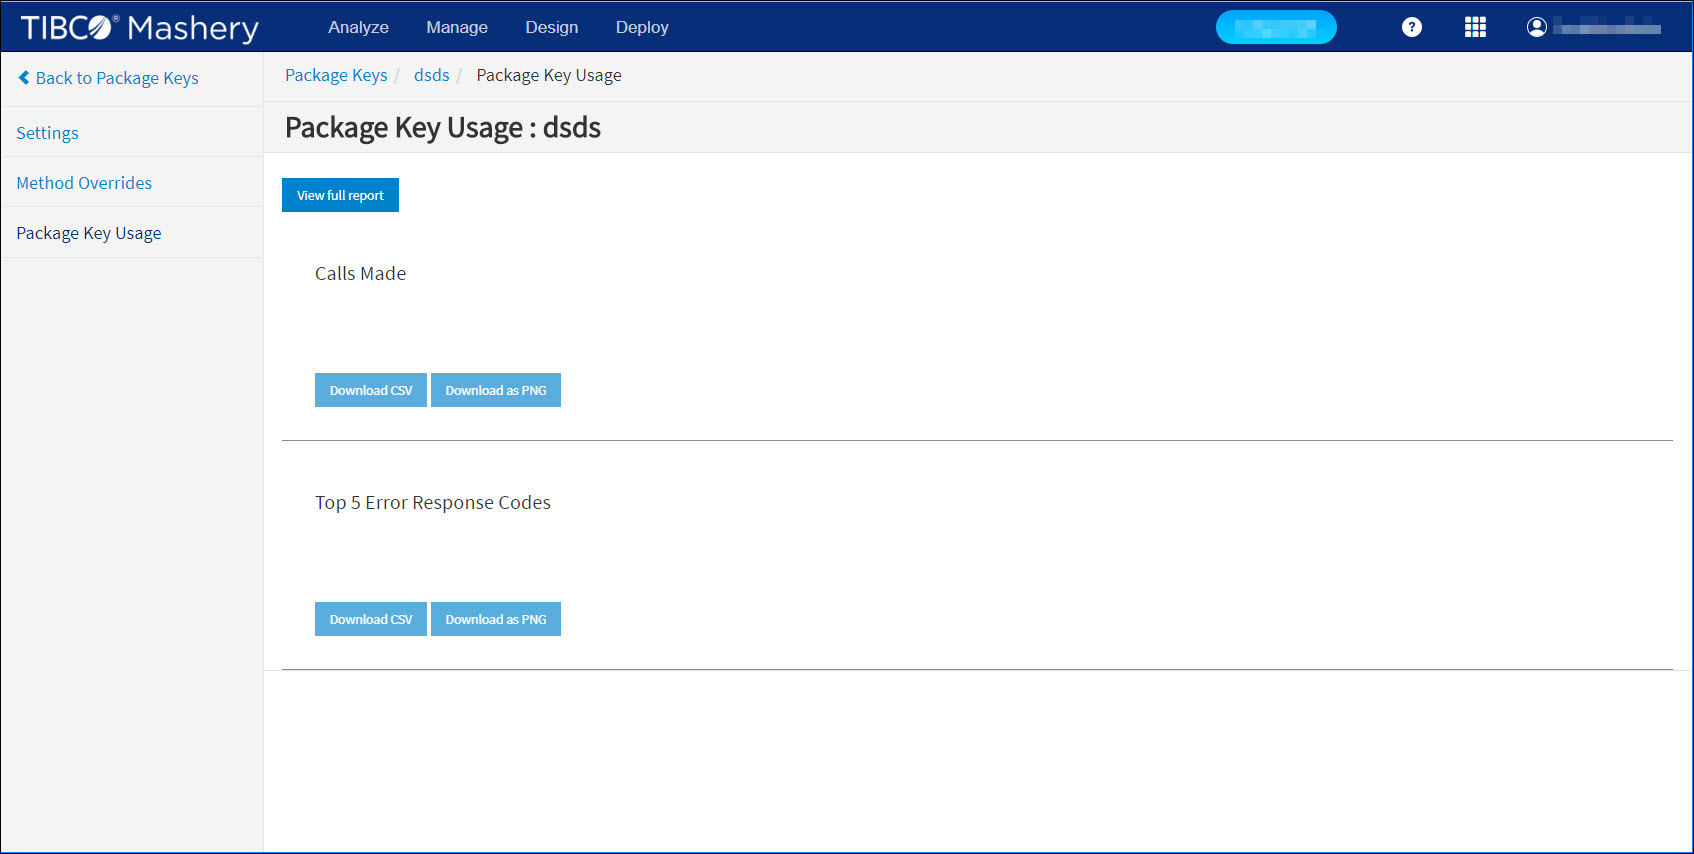 TIBCO® Mashery Analyze Manage Design Deploy ?
Back to Package Keys
Package Keys / dsds / Package Key Usage
Settings
Method Overrides
Package Key Usage
Package Key Usage : dsds
View full report
Calls Made
Download CSV Download as PNG
Top 5 Error Response Codes
Download CSV Download as PNG